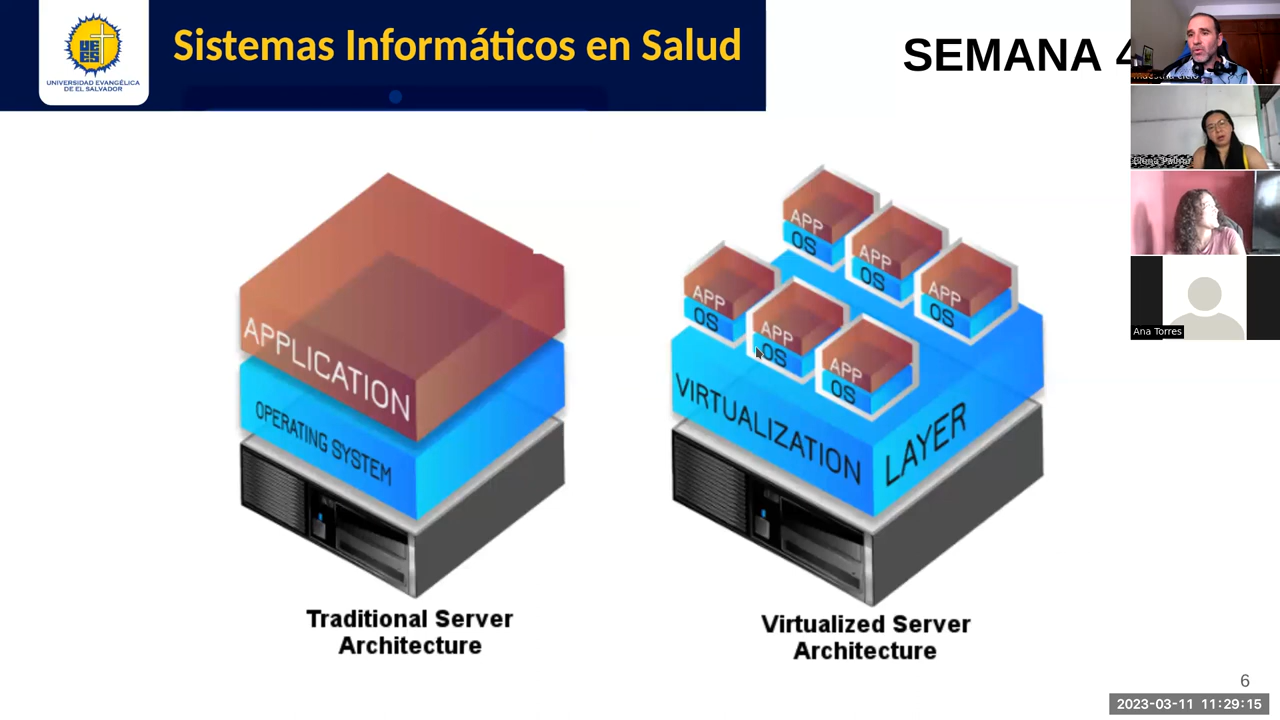 UNIVERSIDAD EVANGÉLICA
DE EL SALVADOR
Sistemas Informáticos en Salud
SEMANA 4
Elena Palmar
Ana Torres
APPLICATION
OPERATING SYSTEM
APP
OS
APP
OS
APP
OS
APP
OS
APP
OS
APP
OS
VIRTUALIZATION
LAYER
Traditional Server
Architecture
Virtualized Server
Architecture
6
2023-03-11 11:29:15